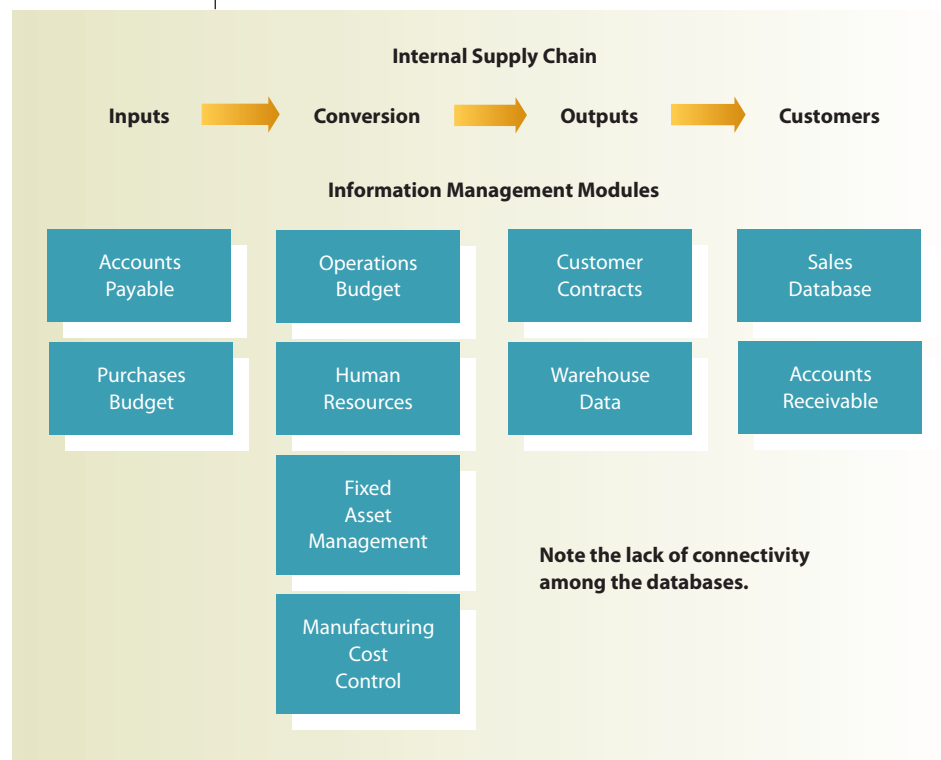 Internal Supply Chain
Inputs Conversion Outputs Customers
Information Management Modules
Accounts
Payable
Operations
Budget
Customer
Contracts
Sales
Database
Purchases
Budget
Human
Resources
Warehouse
Data
Accounts
Receivable
Fixed
Asset
Management
Note the lack of connectivity
among the databases.
Manufacturing
Cost
Control